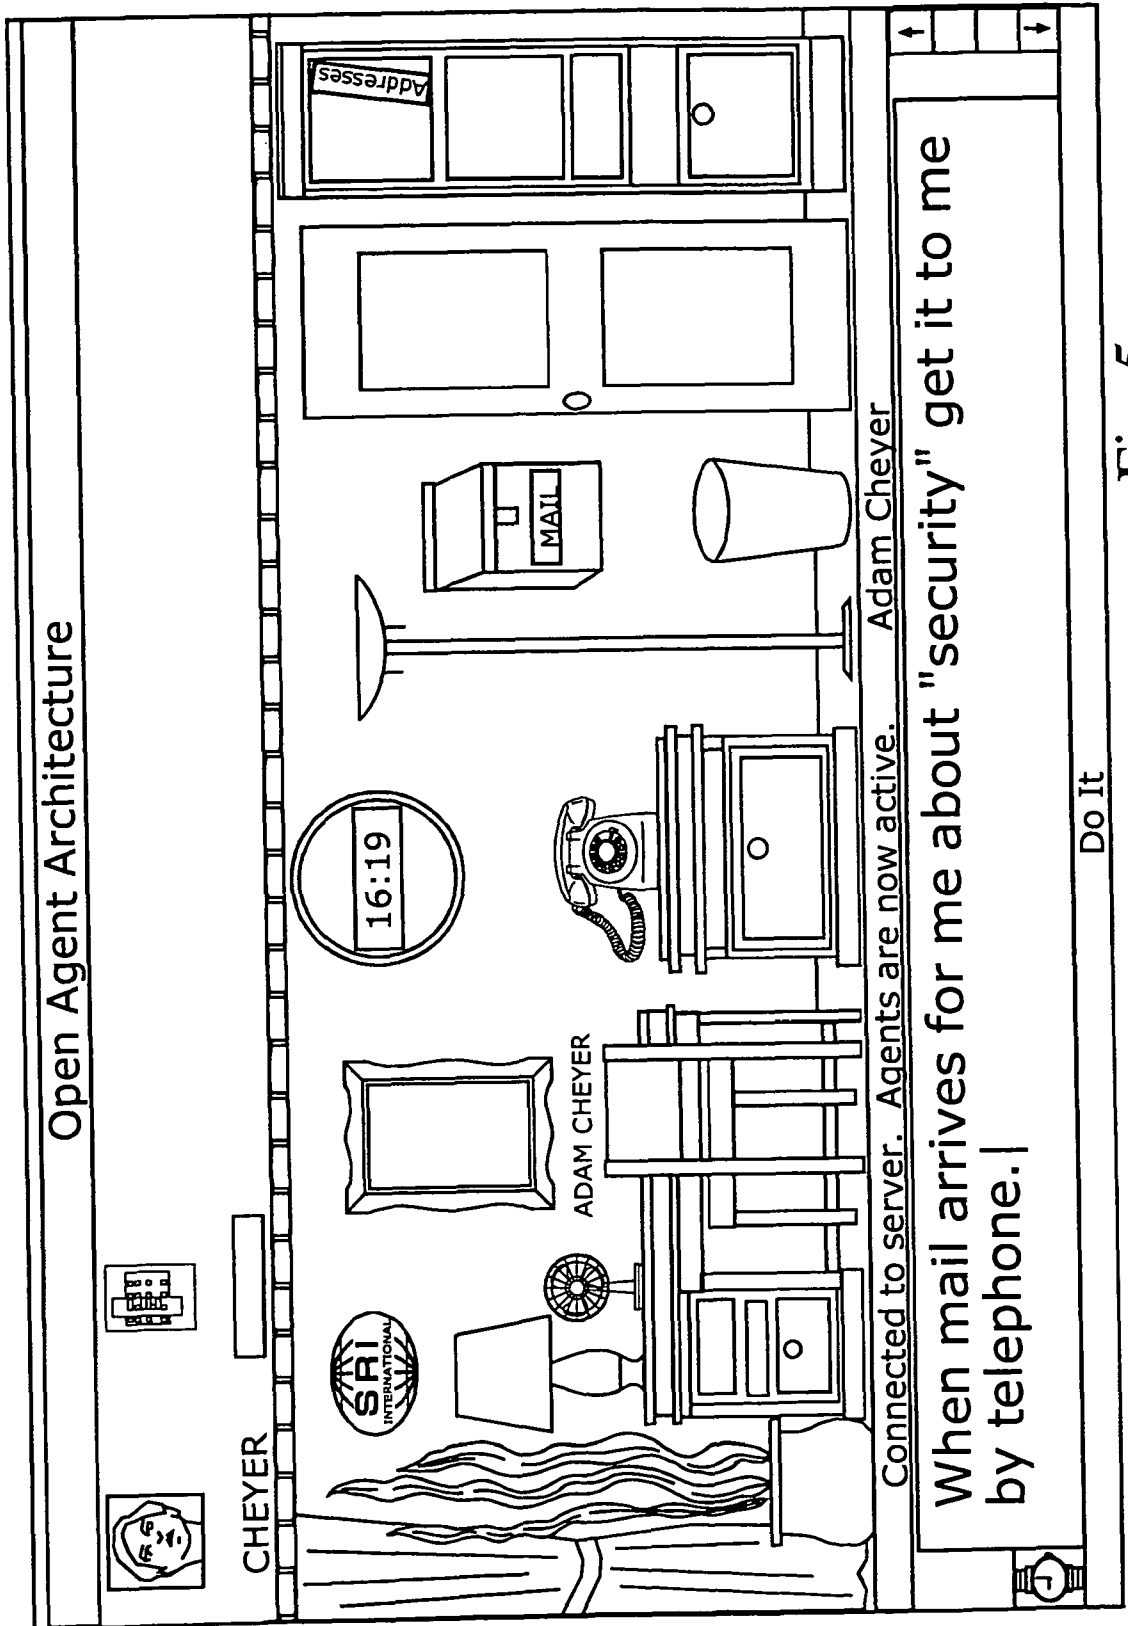 Open Agent Architecture
CHEYER
SRI
INTERNATIONAL
ADAM CHEYER
16:19
MAIL
Addresses
Connected to server. Agents are now active. Adam Cheyer
When mail arrives for me about "security" get it to me
by telephone.
Do It